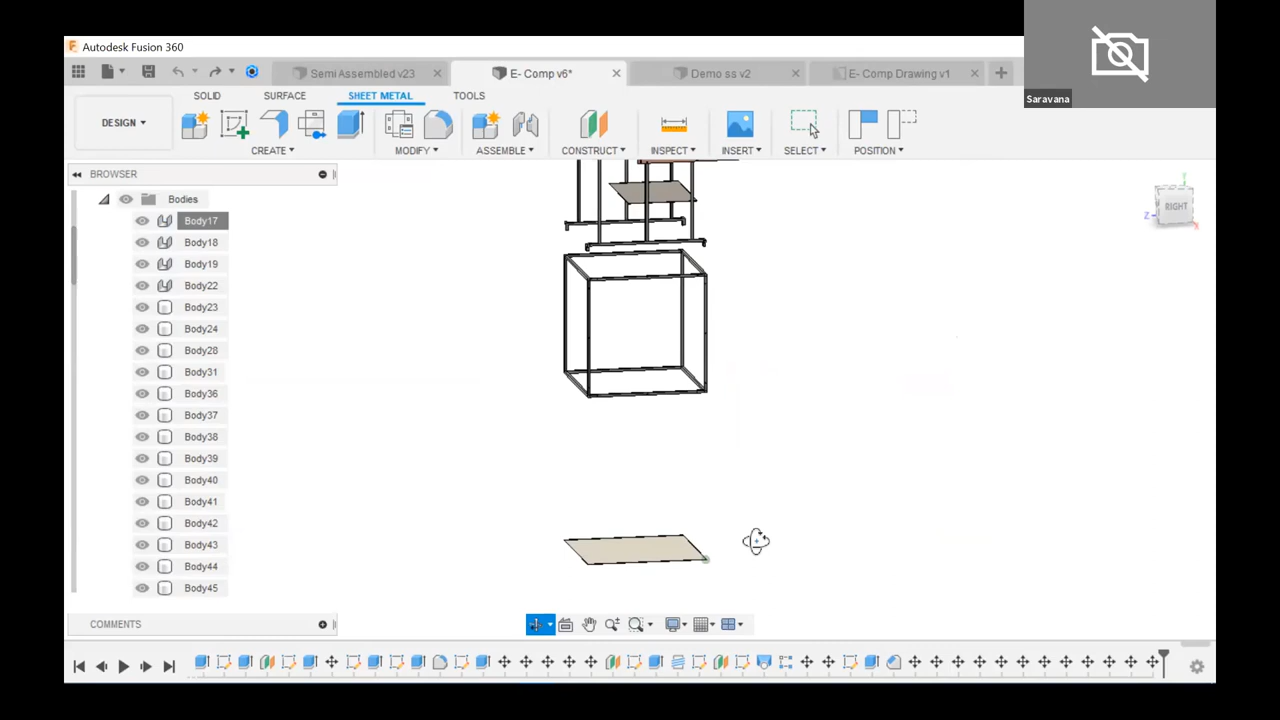 Autodesk Fusion 360
Saravana
Semi Assembled v23
E- Comp v6*
Demo ss v2
E- Comp Drawing v1
SOLID
SURFACE
SHEET METAL
TOOLS
DESIGN
CREATE
MODIFY
ASSEMBLE
CONSTRUCT
INSPECT
INSERT
SELECT
POSITION
BROWSER
Bodies
Body17
Body18
Body19
Body22
Body23
Body24
Body28
Body31
Body36
Body37
Body38
Body39
Body40
Body41
Body42
Body43
Body44
Body45
RIGHT
Y
Z
X
COMMENTS